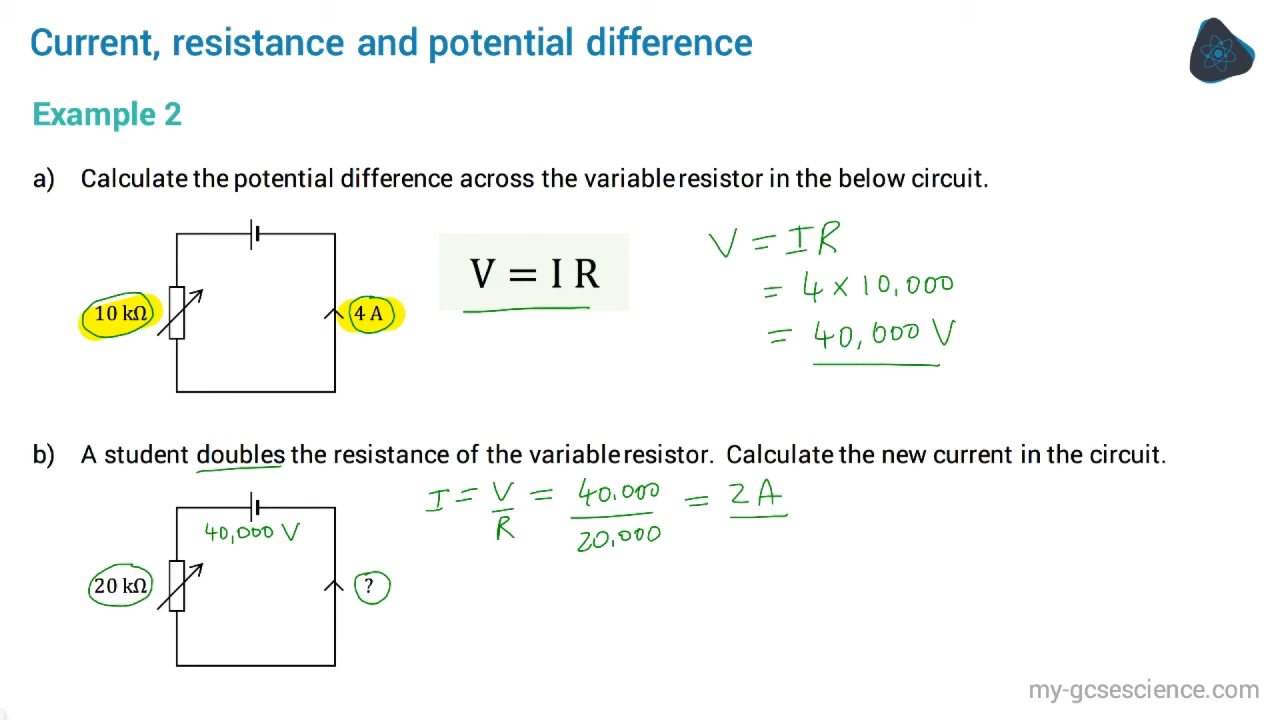 Current, resistance and potential difference
Example 2
a) Calculate the potential difference across the variable resistor in the below circuit.
10 kΩ
4 A
V = I R
V = IR
= 4 × 10,000
= 40,000 V
b) A student doubles the resistance of the variable resistor. Calculate the new current in the circuit.
40,000 V
20 kΩ
?
I = V/R = 40,000/20,000 = 2A
my-gcsescience.com